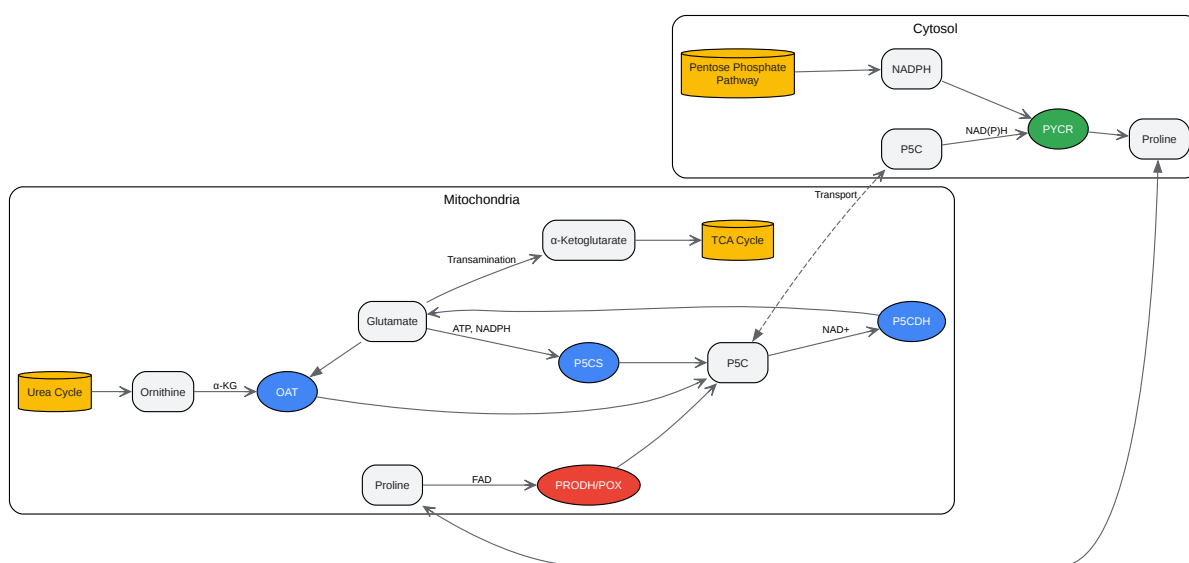 Cytosol
Pentose Phosphate
Pathway
NADPH
P5C
NAD(P)H
PYCR
Proline
Transport
Mitochondria
α-Ketoglutarate
TCA Cycle
Transamination
Glutamate
ATP, NADPH
P5CS
P5C
NAD+
P5CDH
Urea Cycle
Ornithine
α-KG
OAT
Proline
FAD
PRODH/POX